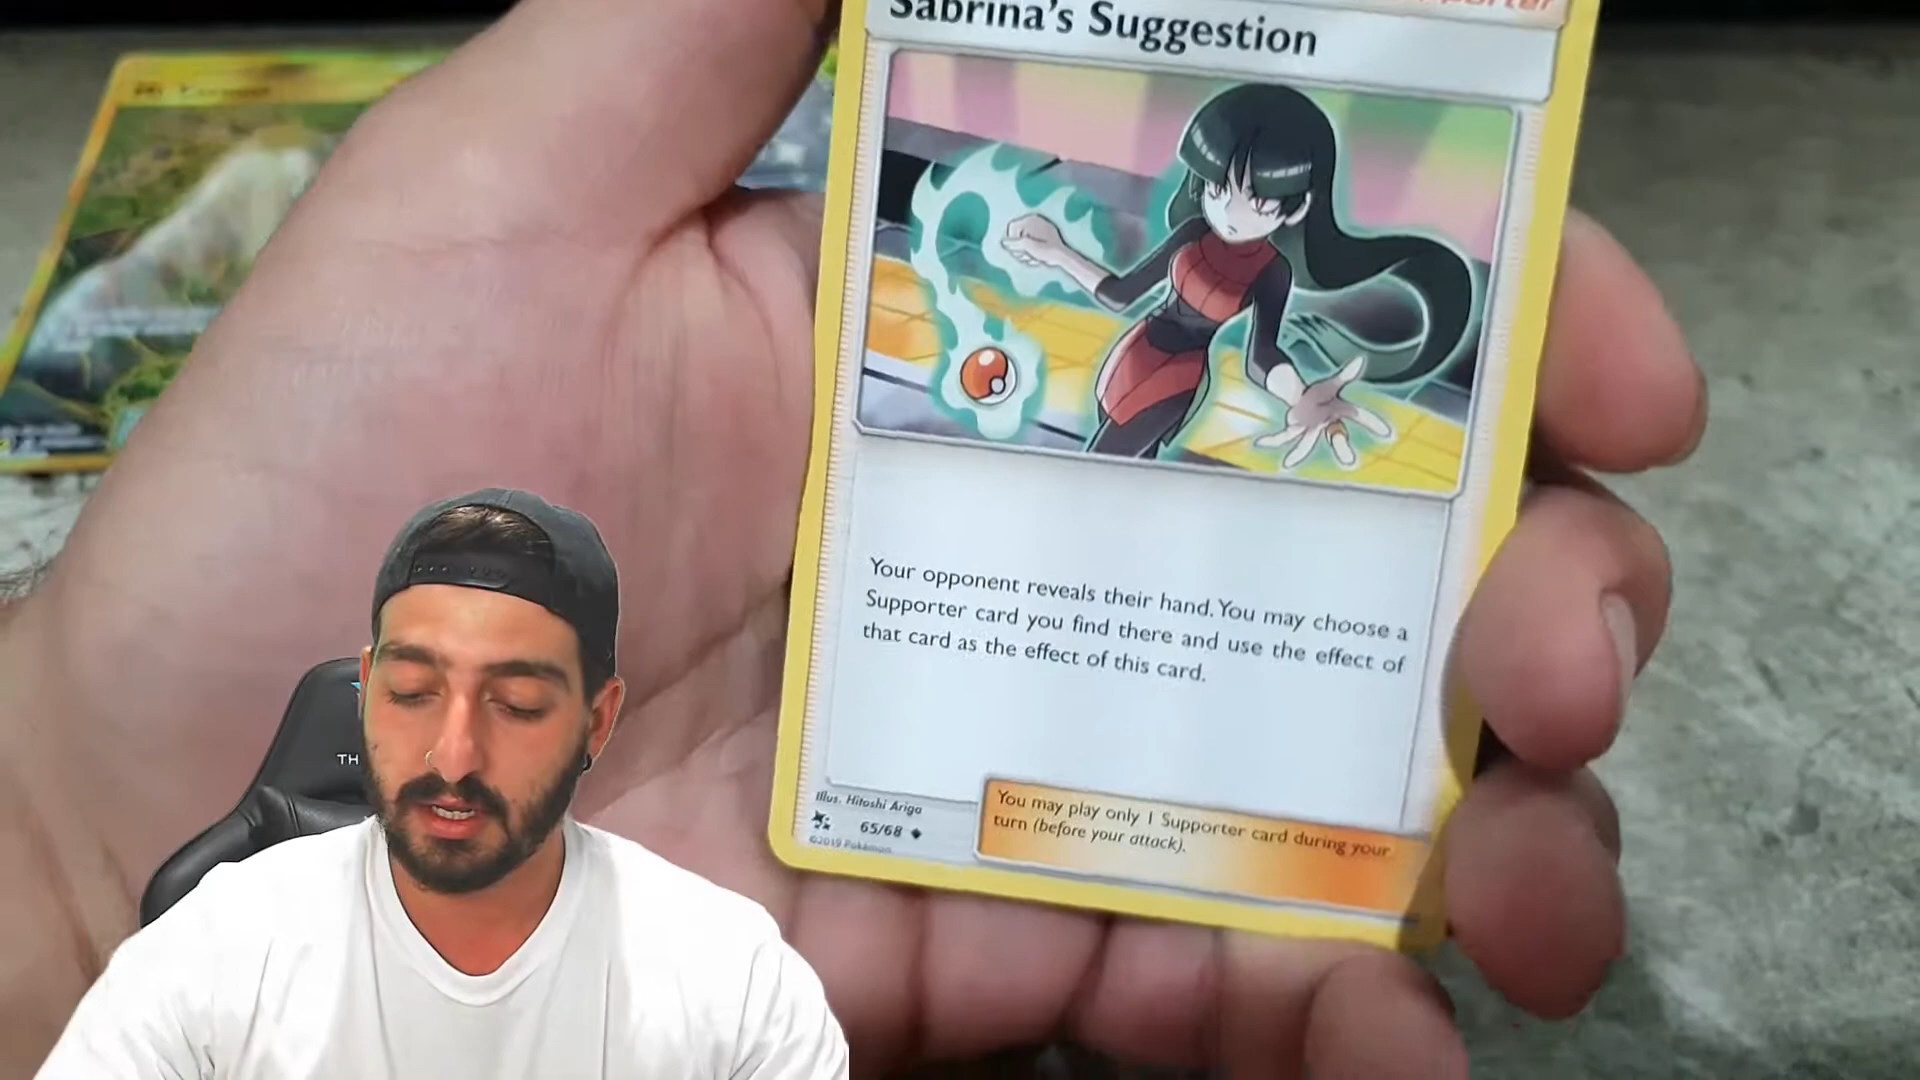 Supporter
Sabrina's Suggestion
Your opponent reveals their hand. You may choose a
Supporter card you find there and use the effect of
that card as the effect of this card.
Illus. Hitoshi Ariga
65/68
©2019 Pokémon
You may play only 1 Supporter card during your
turn (before your attack).
TH